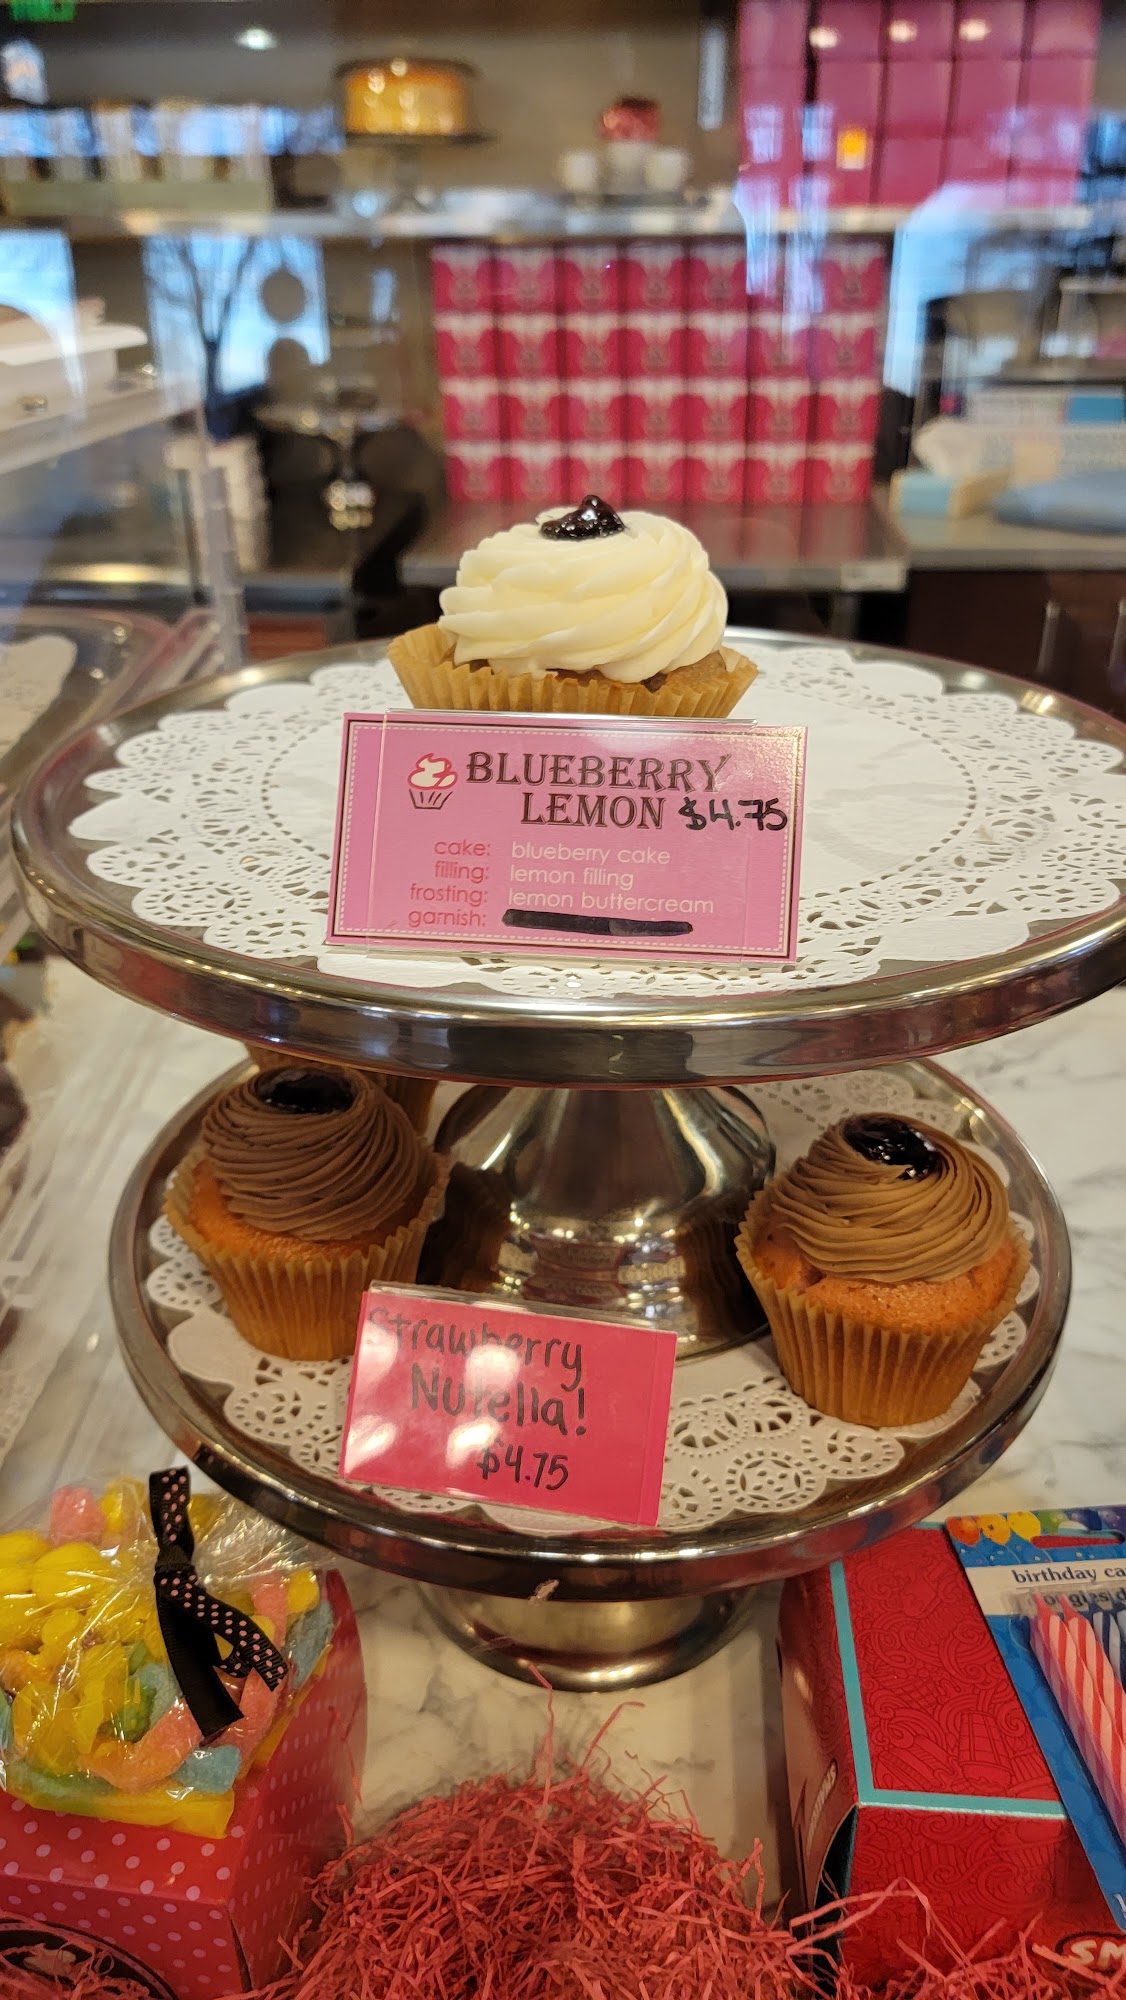 BLUEBERRY
LEMON $4.75
cake: blueberry cake
filling: lemon filling
frosting: lemon buttercream
garnish:
Strawberry
Nutella!
$4.75
birthday